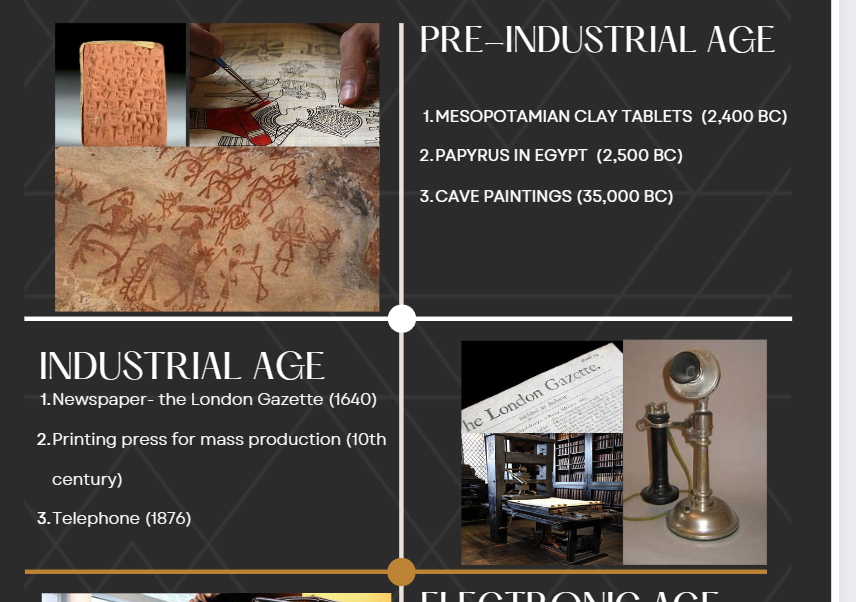 PRE-INDUSTRIAL AGE
1.MESOPOTAMIAN CLAY TABLETS (2,400 BC)
2.PAPYRUS IN EGYPT (2,500 BC)
3.CAVE PAINTINGS (35,000 BC)
INDUSTRIAL AGE
1.Newspaper- the London Gazette (1640)
2.Printing press for mass production (10th
century)
3.Telephone (1876)
he London Gazette.
ELECTRONIC AGE